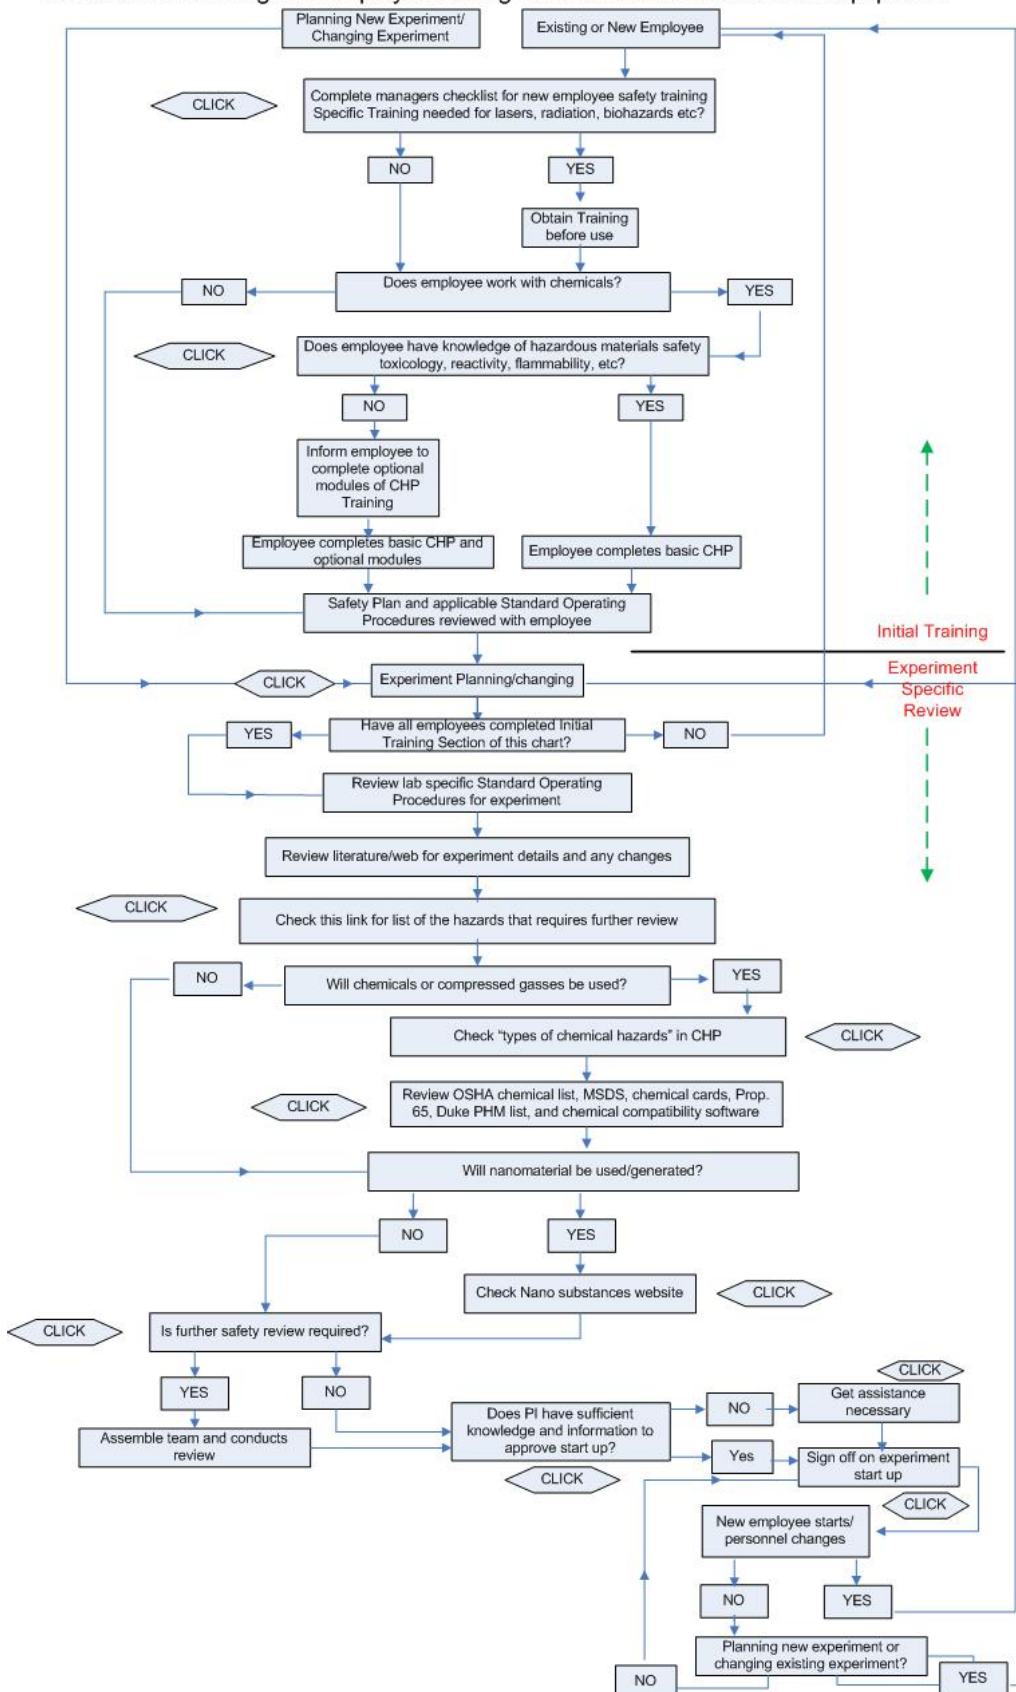 Planning New Experiment/
Changing Experiment
Existing or New Employee
CLICK
Complete managers checklist for new employee safety training
Specific Training needed for lasers, radiation, biohazards etc?
NO
YES
Obtain Training
before use
Does employee work with chemicals?
NO
YES
CLICK
Does employee have knowledge of hazardous materials safety
toxicology, reactivity, flammability, etc?
NO
YES
Inform employee to
complete optional
modules of CHP
Training
Employee completes basic CHP and
optional modules
Employee completes basic CHP
Safety Plan and applicable Standard Operating
Procedures reviewed with employee
Initial Training
Experiment
Specific
Review
CLICK
Experiment Planning/changing
YES
Have all employees completed Initial
Training Section of this chart?
NO
Review lab specific Standard Operating
Procedures for experiment
Review literature/web for experiment details and any changes
CLICK
Check this link for list of the hazards that requires further review
NO
Will chemicals or compressed gasses be used?
YES
Check “types of chemical hazards” in CHP
CLICK
CLICK
Review OSHA chemical list, MSDS, chemical cards, Prop.
65, Duke PHM list, and chemical compatibility software
Will nanomaterial be used/generated?
NO
YES
Check Nano substances website
CLICK
CLICK
Is further safety review required?
YES
NO
Assemble team and conducts
review
Does PI have sufficient
knowledge and information to
approve start up?
CLICK
NO
Yes
CLICK
Get assistance
necessary
Sign off on experiment
start up
CLICK
New employee starts/
personnel changes
NO
YES
Planning new experiment or
changing existing experiment?
NO
YES